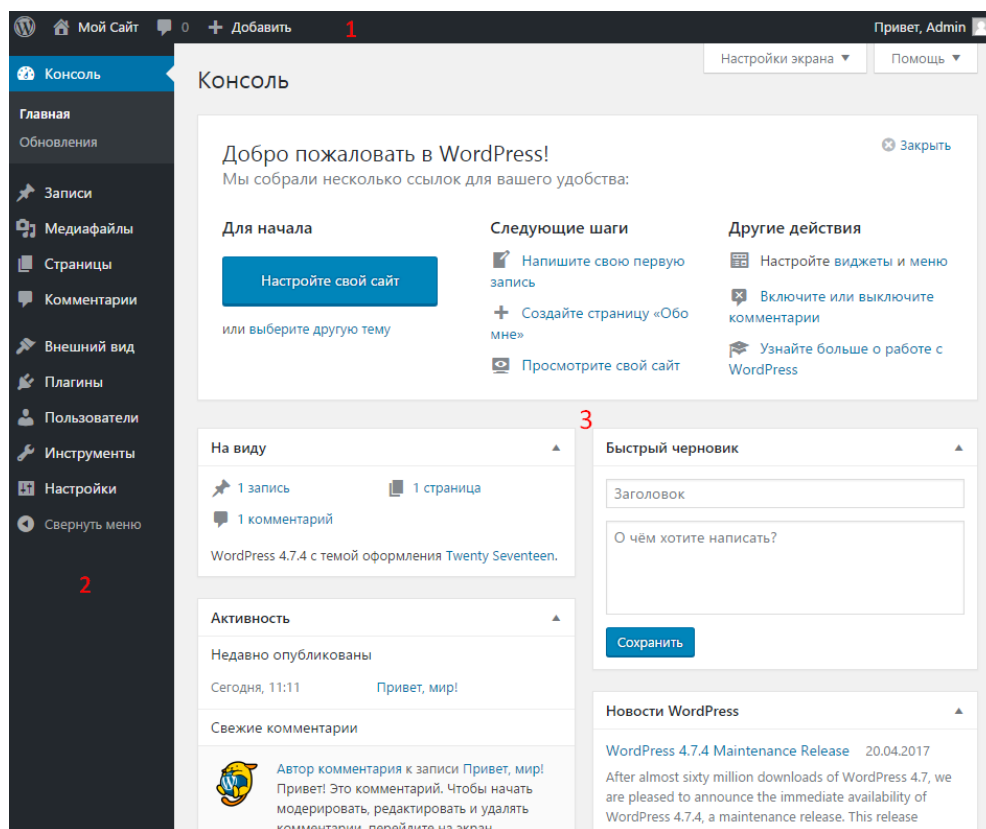 Мой Сайт 0 Добавить 1 Привет, Admin
Консоль
Главная
Обновления
Записи
Медиафайлы
Страницы
Комментарии
Внешний вид
Плагины
Пользователи
Инструменты
Настройки
Свернуть меню
2
Настройки экрана ▼ Помощь ▼
Консоль
Добро пожаловать в WordPress!
Закрыть
Мы собрали несколько ссылок для вашего удобства:
Для начала
Настройте свой сайт
или выберите другую тему
Следующие шаги
Напишите свою первую
запись
Создайте страницу «Обо
мне»
Просмотрите свой сайт
Другие действия
Настройте виджеты и меню
Включите или выключите
комментарии
Узнайте больше о работе с
WordPress
3
На виду
1 запись 1 страница
1 комментарий
WordPress 4.7.4 с темой оформления Twenty Seventeen.
Активность
Недавно опубликованы
Сегодня, 11:11 Привет, мир!
Свежие комментарии
Автор комментария к записи Привет, мир!
Привет! Это комментарий. Чтобы начать
модерировать, редактировать и удалять
комментарии, перейдите на экран
Быстрый черновик
Заголовок
О чём хотите написать?
Сохранить
Новости WordPress
WordPress 4.7.4 Maintenance Release 20.04.2017
After almost sixty million downloads of WordPress 4.7, we
are pleased to announce the immediate availability of
WordPress 4.7.4, a maintenance release. This release